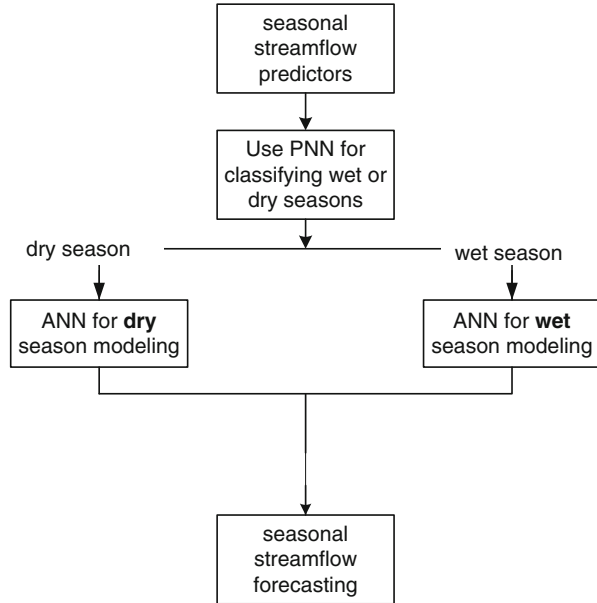 seasonal
streamflow
predictors
Use PNN for
classifying wet or
dry seasons
dry season
wet season
ANN for dry
season modeling
ANN for wet
season modeling
seasonal
streamflow
forecasting